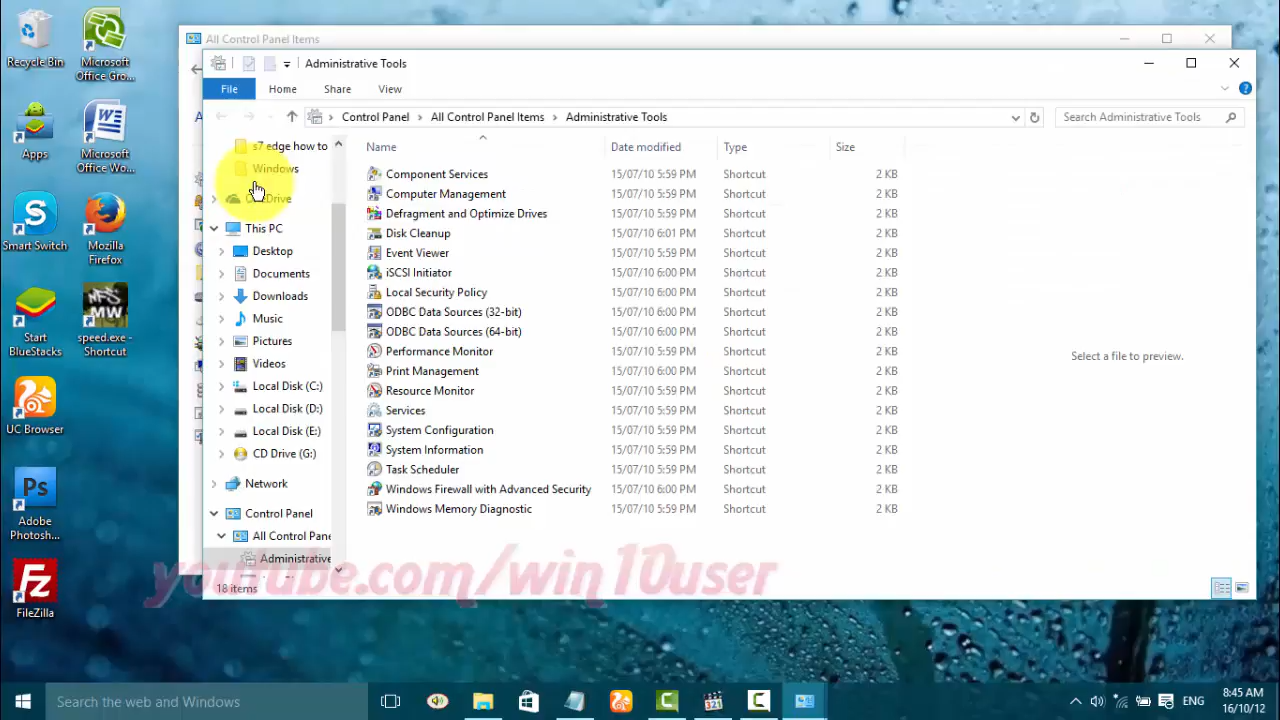 Recycle Bin
Microsoft
Office Gro...
Apps
Microsoft
Office Wo...
Smart Switch
Mozilla
Firefox
Start
BlueStacks
speed.exe -
Shortcut
UC Browser
Ps
Adobe
Photosh...
Fz
FileZilla
All Control Panel Items
Administrative Tools
File Home Share View
Control Panel All Control Panel Items Administrative Tools
Search Administrative Tools
s7 edge how to
Windows
This PC
Desktop
Documents
Downloads
Music
Pictures
Videos
Local Disk (C:)
Local Disk (D:)
Local Disk (E:)
CD Drive (G:)
Network
Control Panel
All Control Pane
Administrative
Name Date modified Type Size
Component Services 15/07/10 5:59 PM Shortcut 2 KB
Computer Management 15/07/10 5:59 PM Shortcut 2 KB
Defragment and Optimize Drives 15/07/10 5:59 PM Shortcut 2 KB
Disk Cleanup 15/07/10 6:01 PM Shortcut 2 KB
Event Viewer 15/07/10 5:59 PM Shortcut 2 KB
iSCSI Initiator 15/07/10 6:00 PM Shortcut 2 KB
Local Security Policy 15/07/10 6:00 PM Shortcut 2 KB
ODBC Data Sources (32-bit) 15/07/10 6:00 PM Shortcut 2 KB
ODBC Data Sources (64-bit) 15/07/10 5:59 PM Shortcut 2 KB
Performance Monitor 15/07/10 5:59 PM Shortcut 2 KB
Print Management 15/07/10 6:00 PM Shortcut 2 KB
Resource Monitor 15/07/10 5:59 PM Shortcut 2 KB
Services 15/07/10 5:59 PM Shortcut 2 KB
System Configuration 15/07/10 5:59 PM Shortcut 2 KB
System Information 15/07/10 5:59 PM Shortcut 2 KB
Task Scheduler 15/07/10 5:59 PM Shortcut 2 KB
Windows Firewall with Advanced Security 15/07/10 6:00 PM Shortcut 2 KB
Windows Memory Diagnostic 15/07/10 5:59 PM Shortcut 2 KB
Select a file to preview.
18 items
youtube.com/win10user
Search the web and Windows
321
ENG
8:45 AM
16/10/12